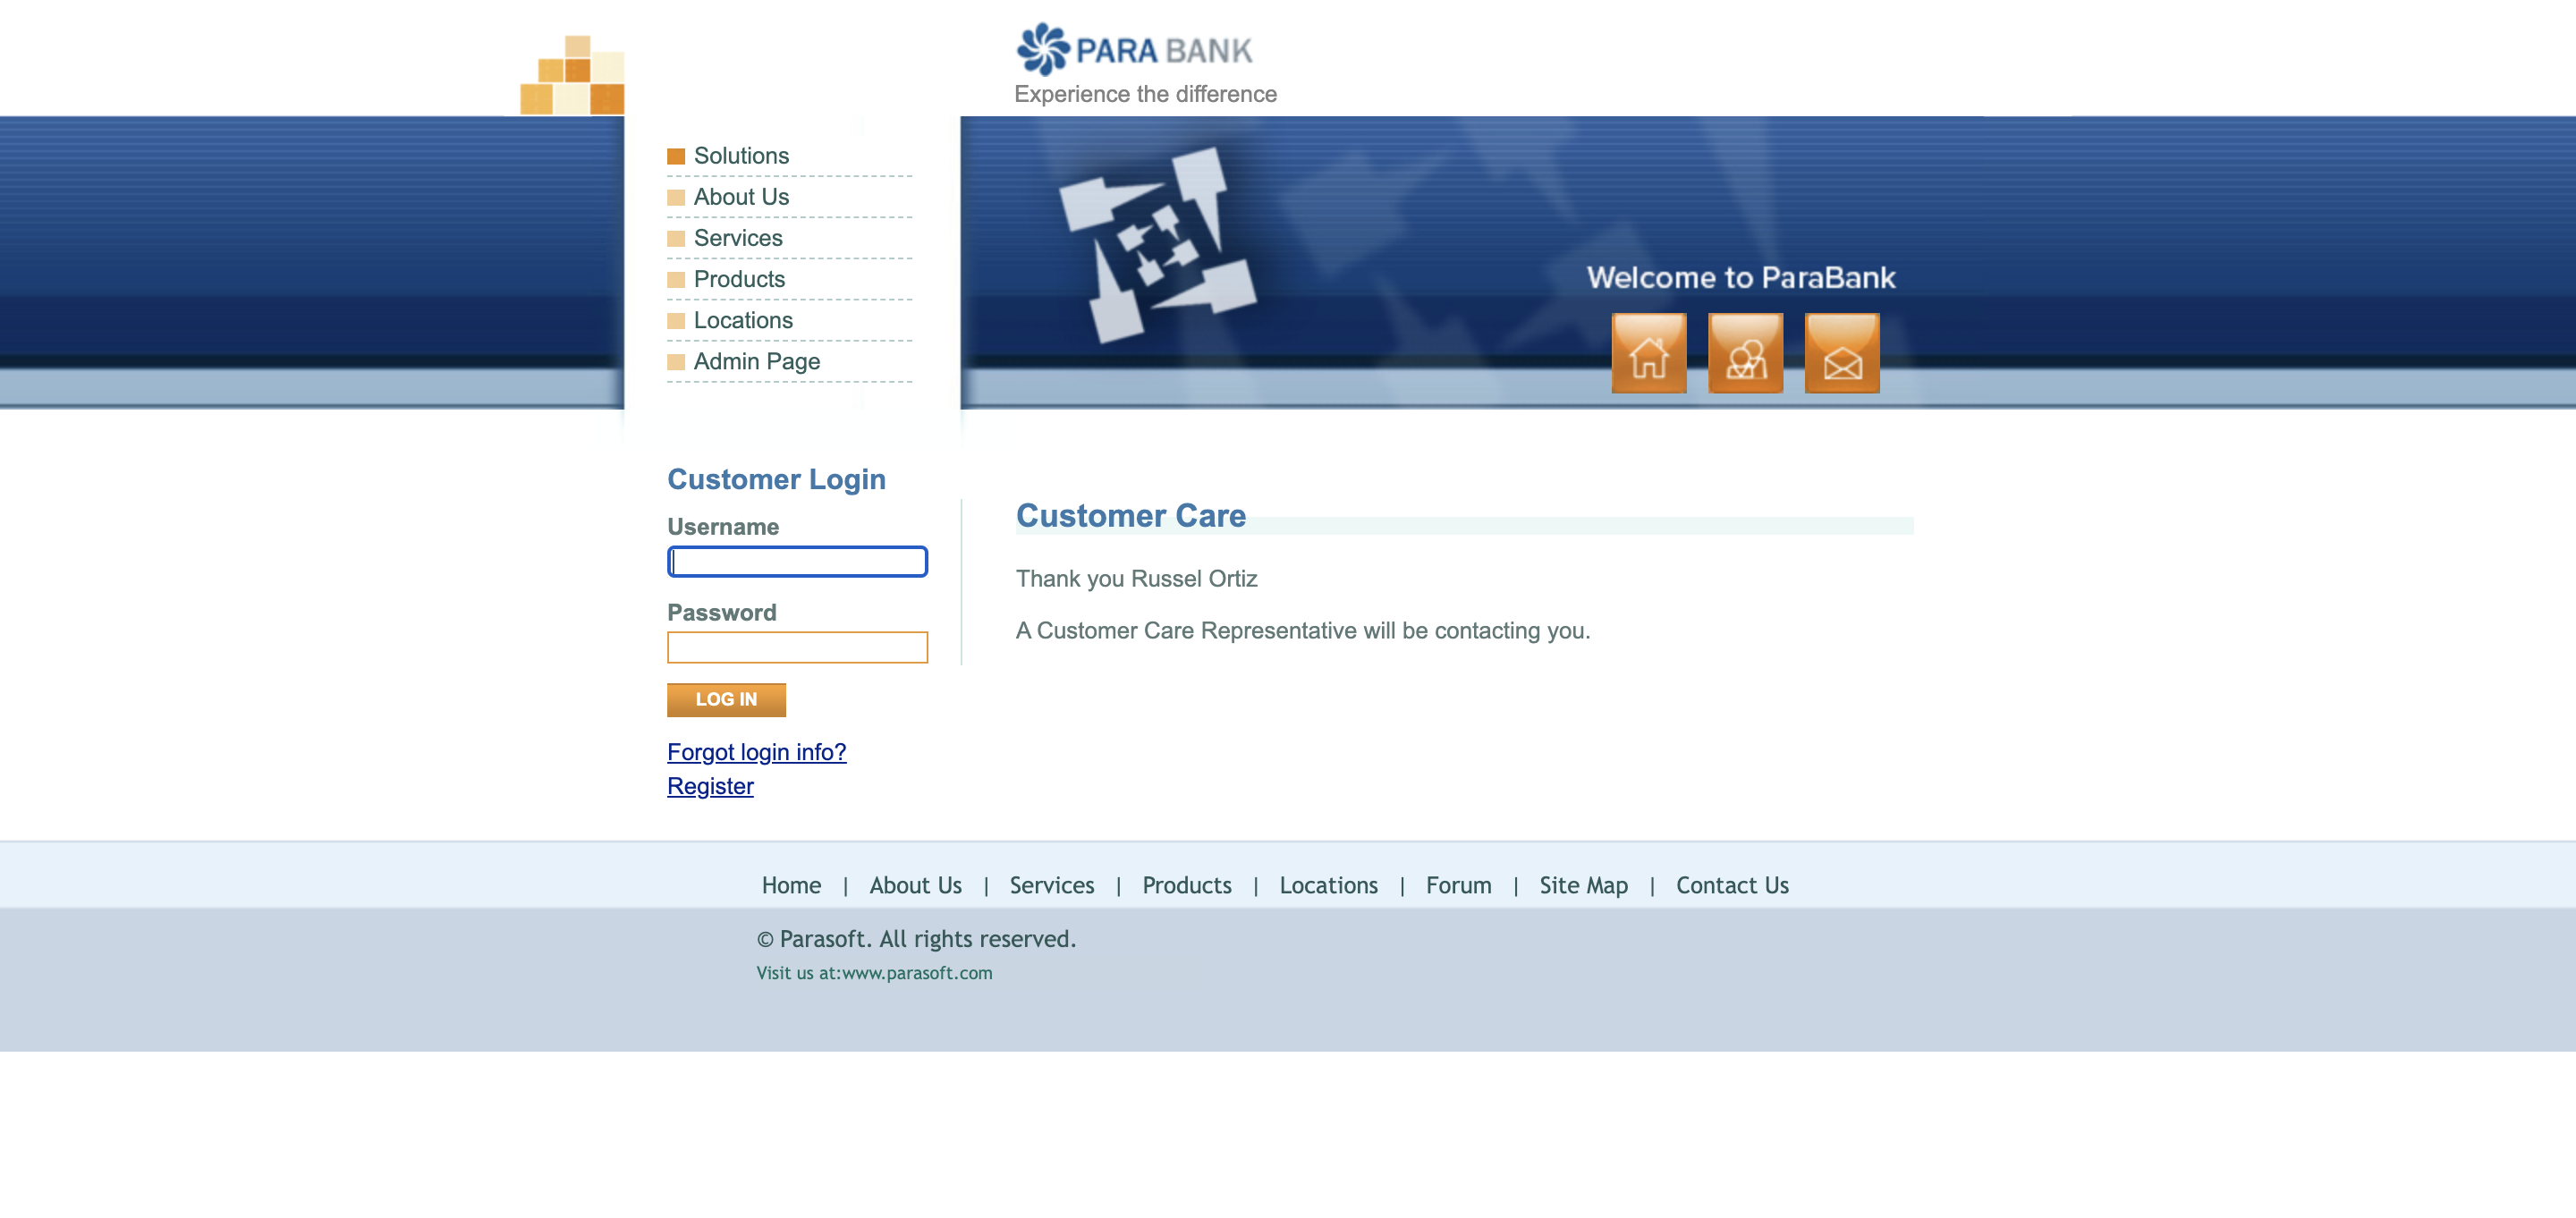 PARA BANK
Experience the difference
Solutions
About Us
Services
Products
Locations
Admin Page
Welcome to ParaBank
Customer Login
Username
Password
LOG IN
Forgot login info?
Register
Customer Care
Thank you Russel Ortiz
A Customer Care Representative will be contacting you.
Home | About Us | Services | Products | Locations | Forum | Site Map | Contact Us
© Parasoft. All rights reserved.
Visit us at:www.parasoft.com